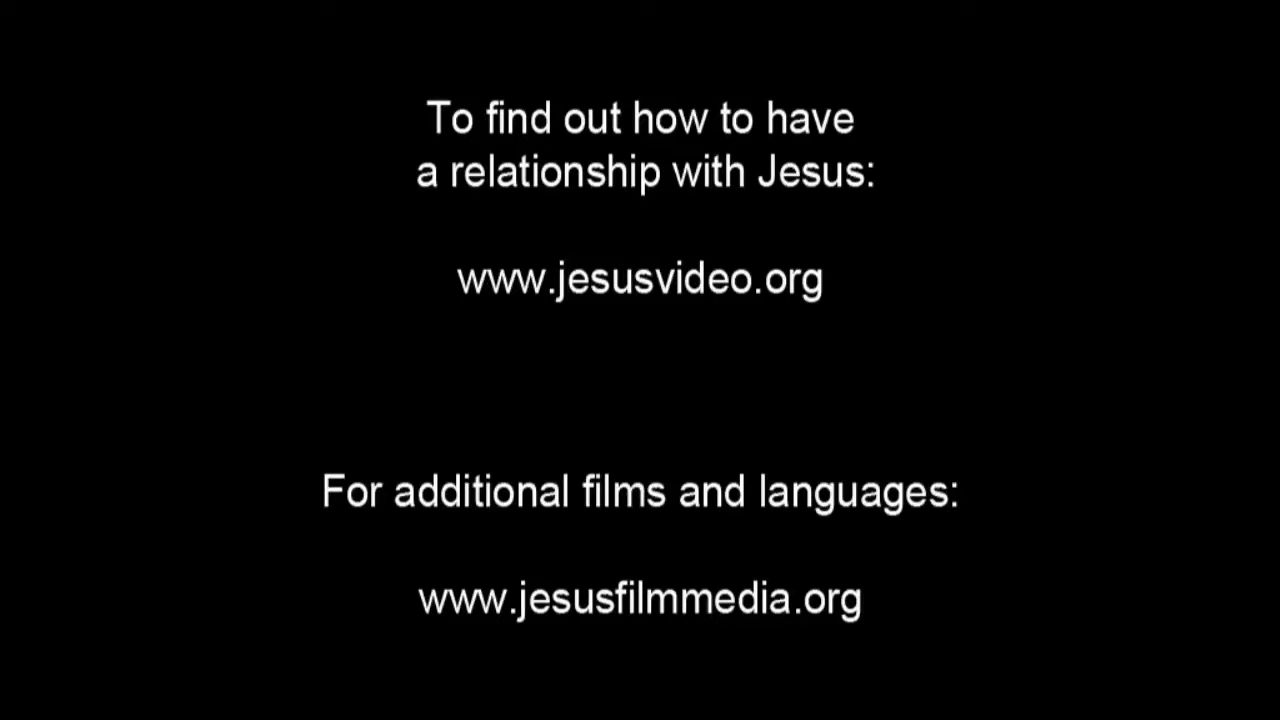 To find out how to have
a relationship with Jesus:
www.jesusvideo.org
For additional films and languages:
www.jesusfilmmedia.org